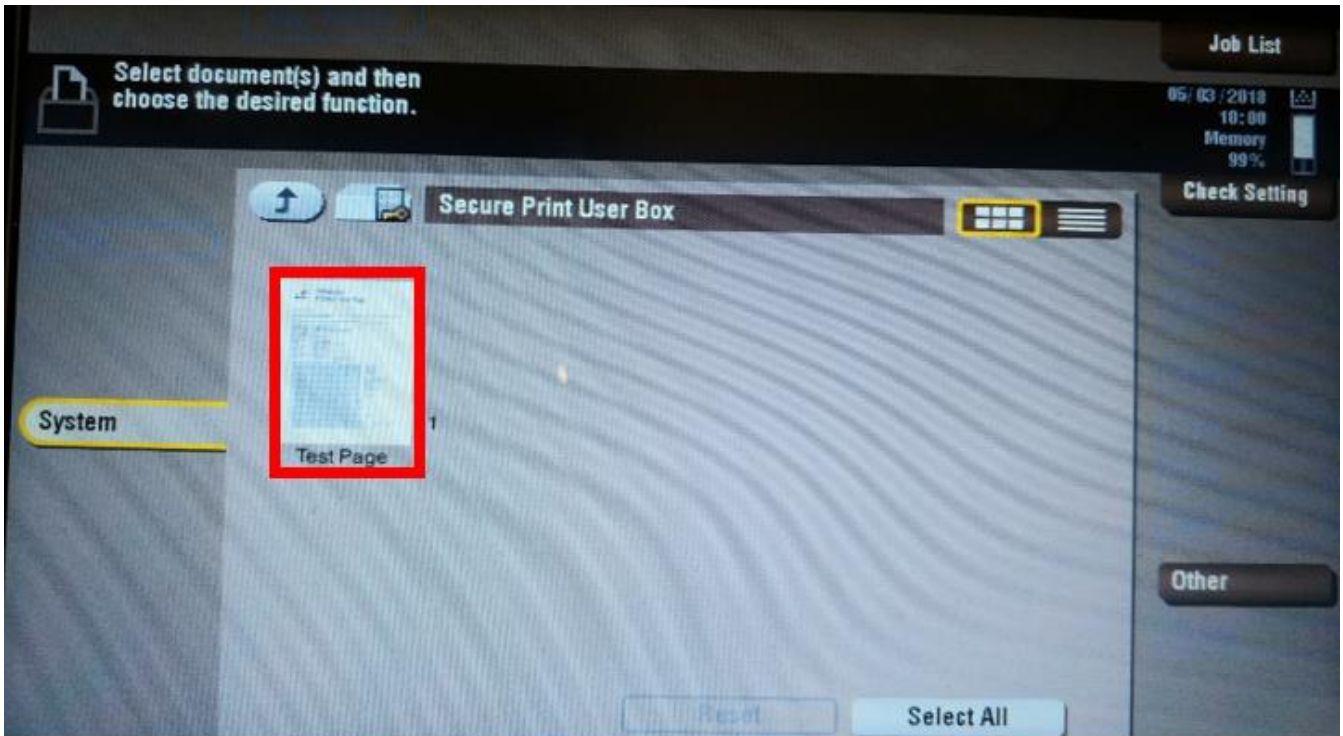 Job List
Select document(s) and then
choose the desired function.
05/03/2018
10:00
Memory
99%
Check Setting
Secure Print User Box
1
Test Page
System
Other
Reset
Select All